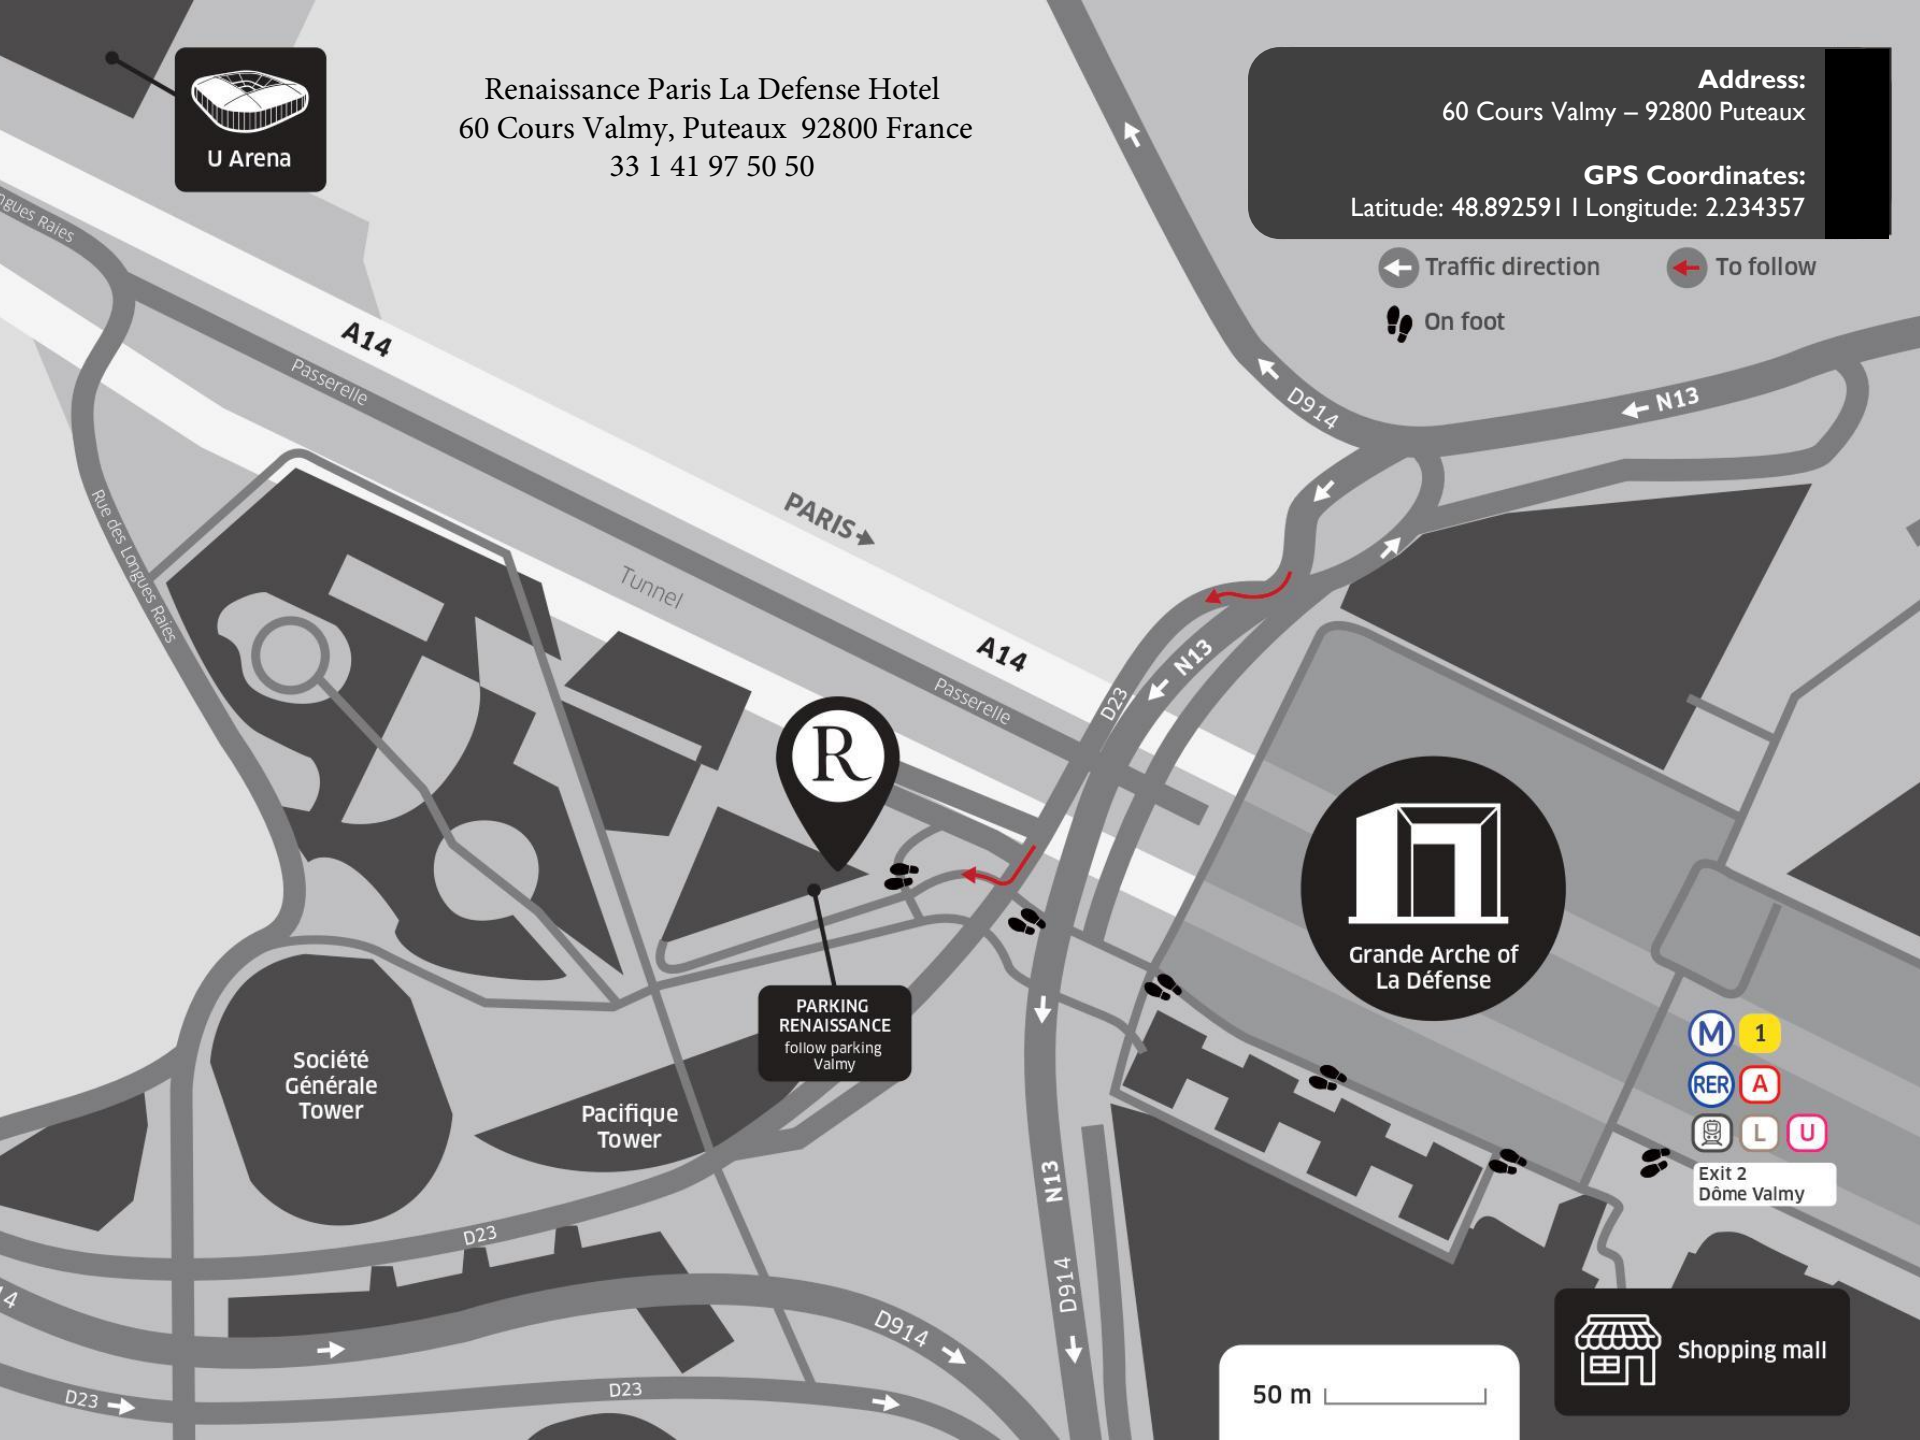 U Arena
Renaissance Paris La Defense Hotel
60 Cours Valmy, Puteaux 92800 France
33 1 41 97 50 50
Address:
60 Cours Valmy – 92800 Puteaux
GPS Coordinates:
Latitude: 48.892591 I Longitude: 2.234357
Traffic direction
To follow
On foot
Raies
A14
Passerelle
D914
N13
PARIS
Rue des Longues Raies
Tunnel
A14
Passerelle
N13
D23
R
Grande Arche of
La Défense
PARKING
RENAISSANCE
follow parking
Valmy
Société
Générale
Tower
Pacifique
Tower
M 1
RER A
L U
Exit 2
Dôme Valmy
N13
D23
D914
14
D914
D23
D23
Shopping mall
50 m